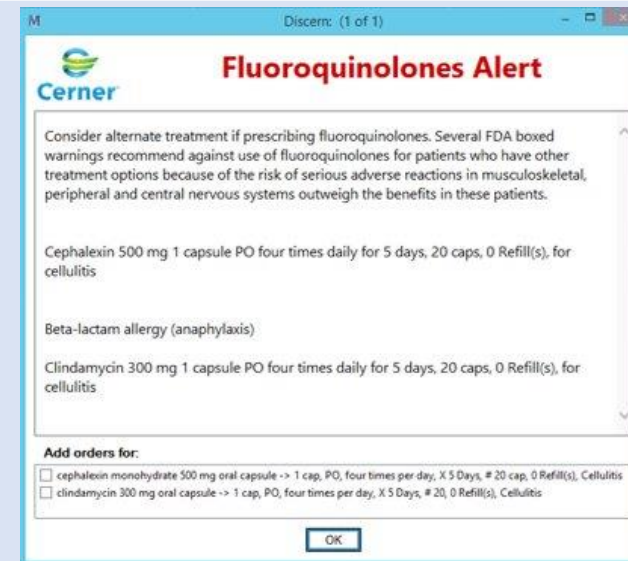 M
Discern: (1 of 1)
Cerner
Fluoroquinolones Alert
Consider alternate treatment if prescribing fluoroquinolones. Several FDA boxed
warnings recommend against use of fluoroquinolones for patients who have other
treatment options because of the risk of serious adverse reactions in musculoskeletal,
peripheral and central nervous systems outweigh the benefits in these patients.
Cephalexin 500 mg 1 capsule PO four times daily for 5 days, 20 caps, 0 Refill(s), for
cellulitis
Beta-lactam allergy (anaphylaxis)
Clindamycin 300 mg 1 capsule PO four times daily for 5 days, 20 caps, 0 Refill(s), for
cellulitis
Add orders for:
cephalexin monohydrate 500 mg oral capsule -> 1 cap, PO, four times per day, X 5 Days, # 20 cap, 0 Refill(s), Cellulitis
clindamycin 300 mg oral capsule -> 1 cap, PO, four times per day, X 5 Days, # 20, 0 Refill(s), Cellulitis
OK